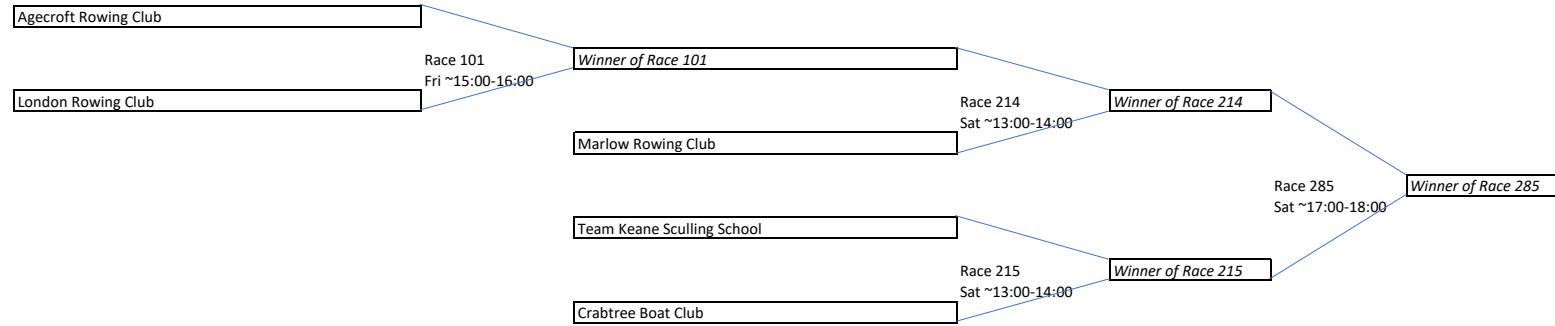 Agecroft Rowing Club
Race 101
Fri ~15:00-16:00
London Rowing Club
Winner of Race 101
Race 214
Sat ~13:00-14:00
Marlow Rowing Club
Winner of Race 214
Team Keane Sculling School
Race 215
Sat ~13:00-14:00
Crabtree Boat Club
Winner of Race 215
Race 285
Sat ~17:00-18:00
Winner of Race 285